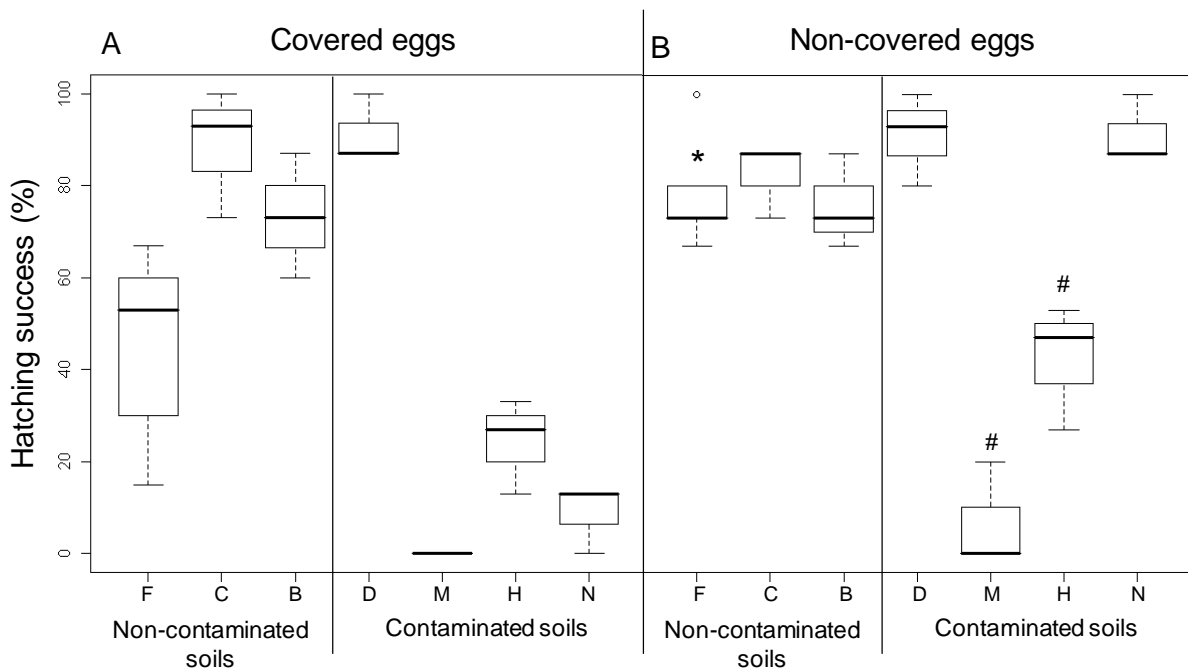 A
Covered eggs
B
Non-covered eggs
Hatching success (%)
100
80
60
40
20
0
*
#
#
F C B D M H N F C B D M H N
Non-contaminated
soils
Contaminated soils
Non-contaminated
soils
Contaminated soils